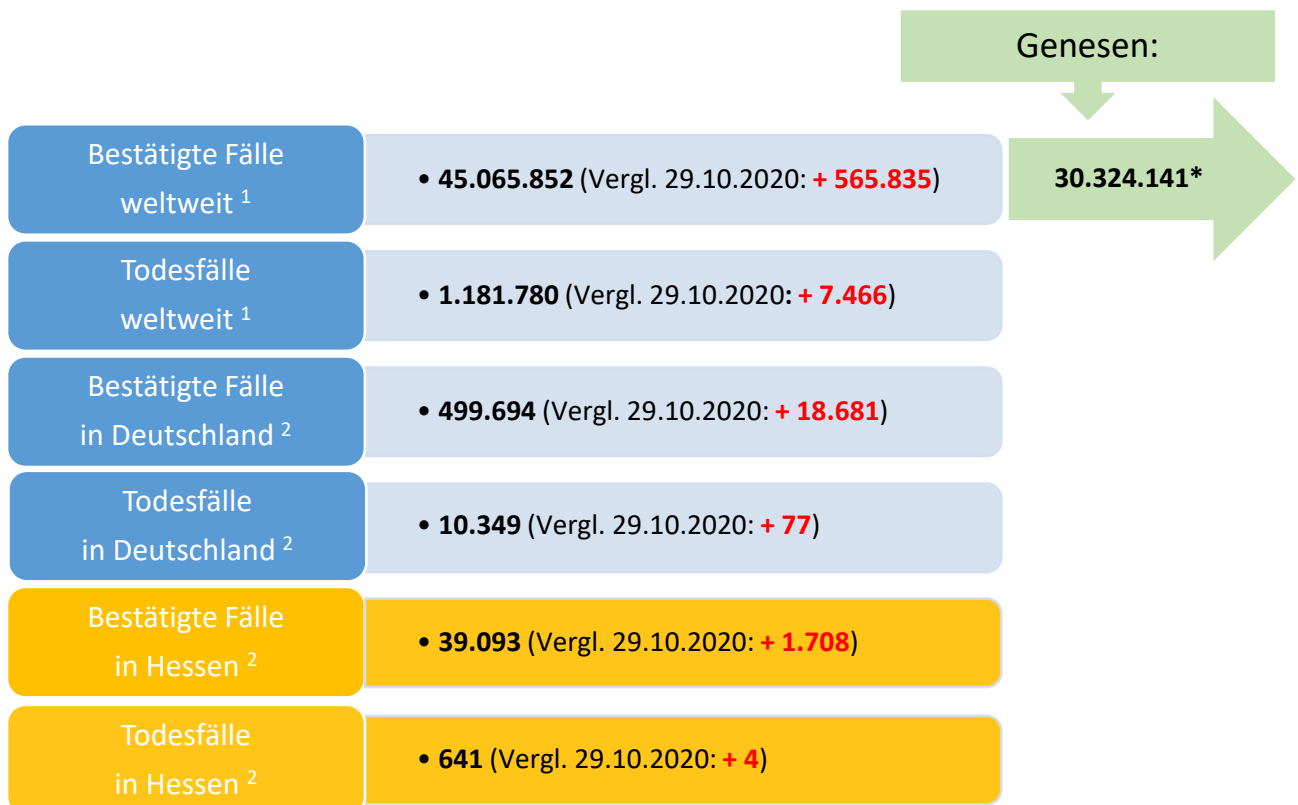 Genesen:
Bestätigte Fälle
weltweit ¹
• 45.065.852 (Vergl. 29.10.2020: + 565.835)
30.324.141*
Todesfälle
weltweit ¹
• 1.181.780 (Vergl. 29.10.2020: + 7.466)
Bestätigte Fälle
in Deutschland ²
• 499.694 (Vergl. 29.10.2020: + 18.681)
Todesfälle
in Deutschland ²
• 10.349 (Vergl. 29.10.2020: + 77)
Bestätigte Fälle
in Hessen ²
• 39.093 (Vergl. 29.10.2020: + 1.708)
Todesfälle
in Hessen ²
• 641 (Vergl. 29.10.2020: + 4)